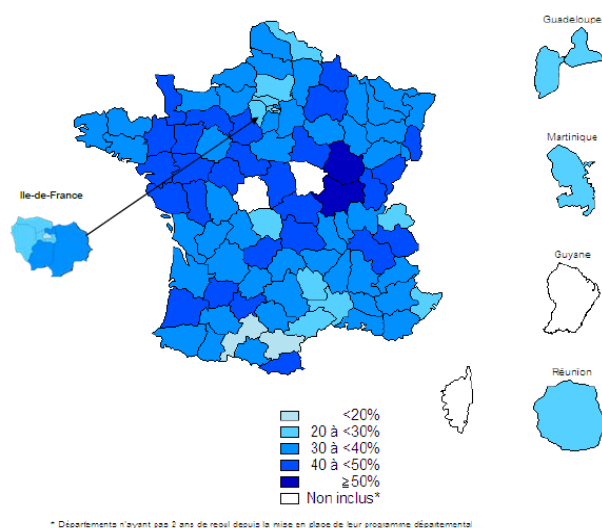 Guadeloupe
Martinique
Ile-de-France
Guyane
Réunion
<20%
20 à <30%
30 à <40%
40 à <50%
≧50%
Non inclus*
* Départements n'ayant pas 2 ans de recul depuis la mise en place de leur programme départemental